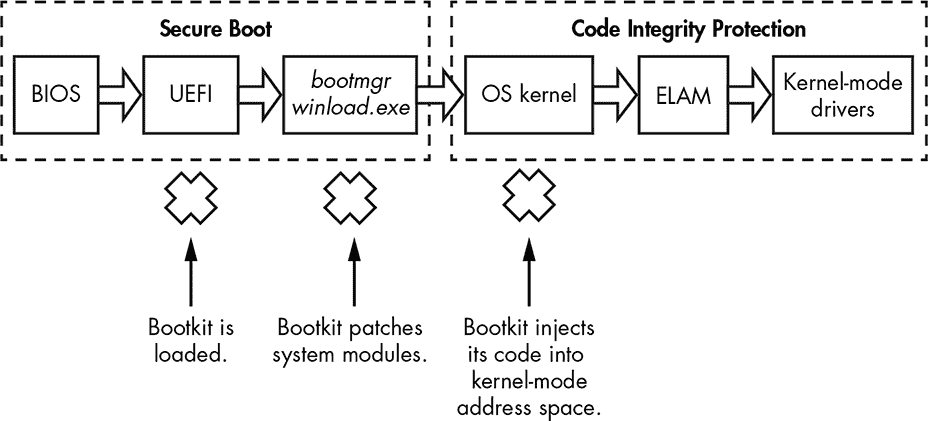 Secure Boot
Code Integrity Protection
BIOS
UEFI
bootmgr
winload.exe
OS kernel
ELAM
Kernel-mode
drivers
Bootkit is
loaded.
Bootkit patches
system modules.
Bootkit injects
its code into
kernel-mode
address space.